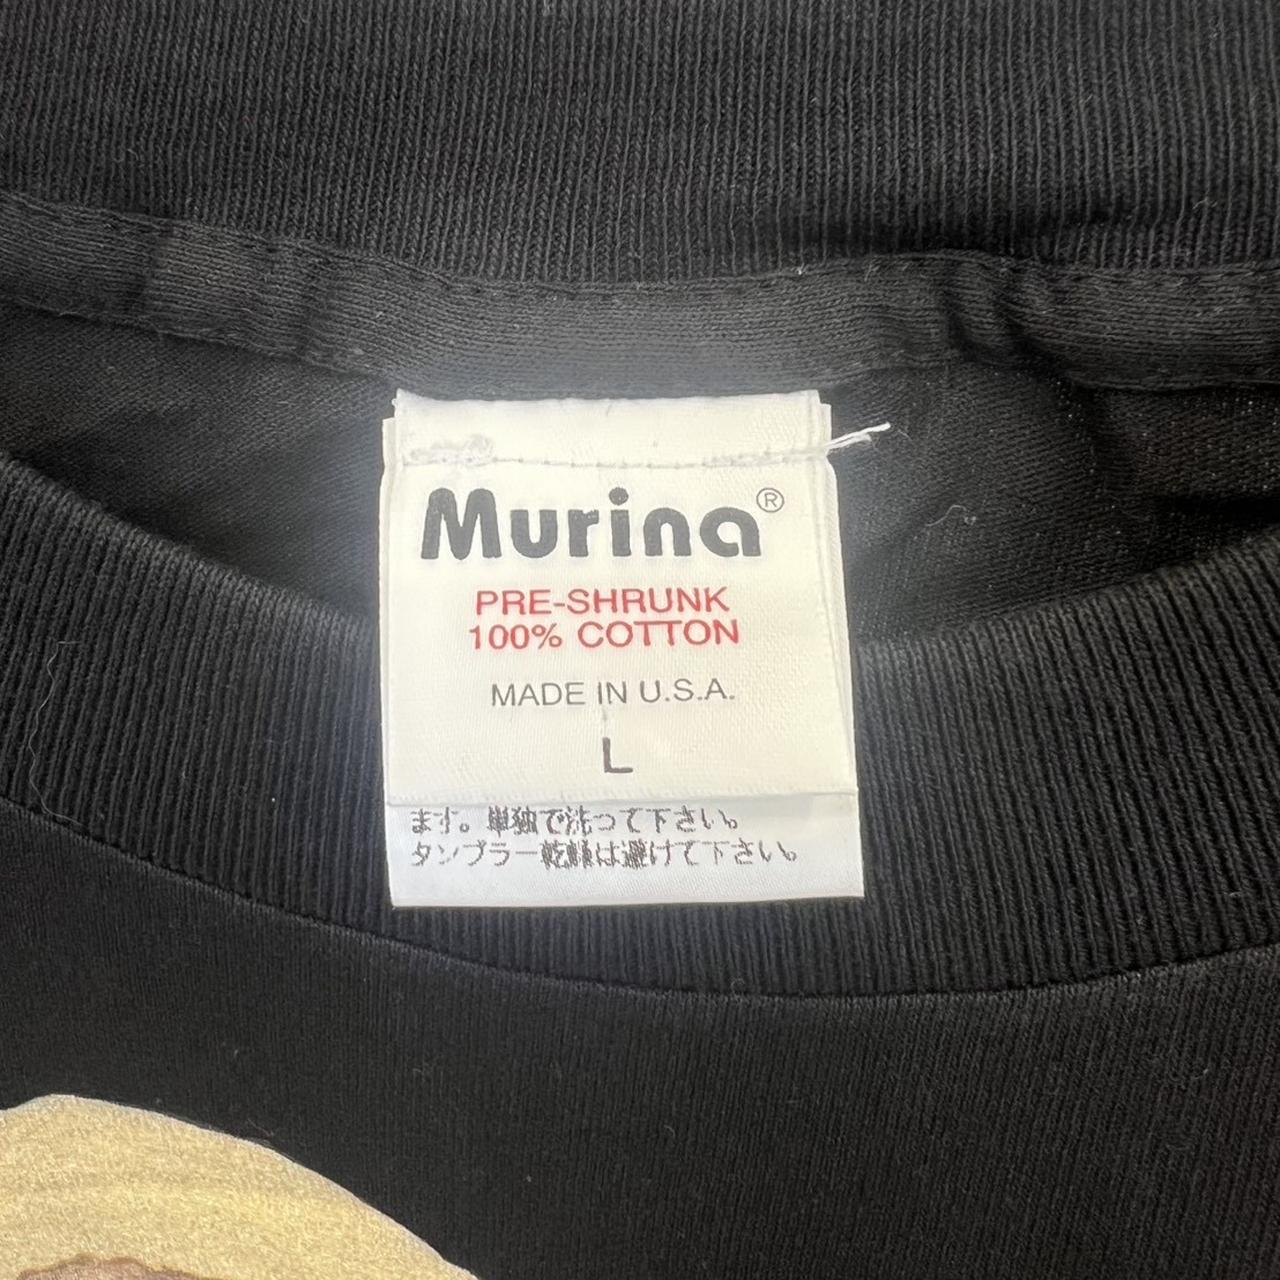 Murina®
PRE-SHRUNK
100% COTTON
MADE IN U.S.A.
L
ます。単独で洗って下さい。
タンブラー乾燥は避けて下さい。